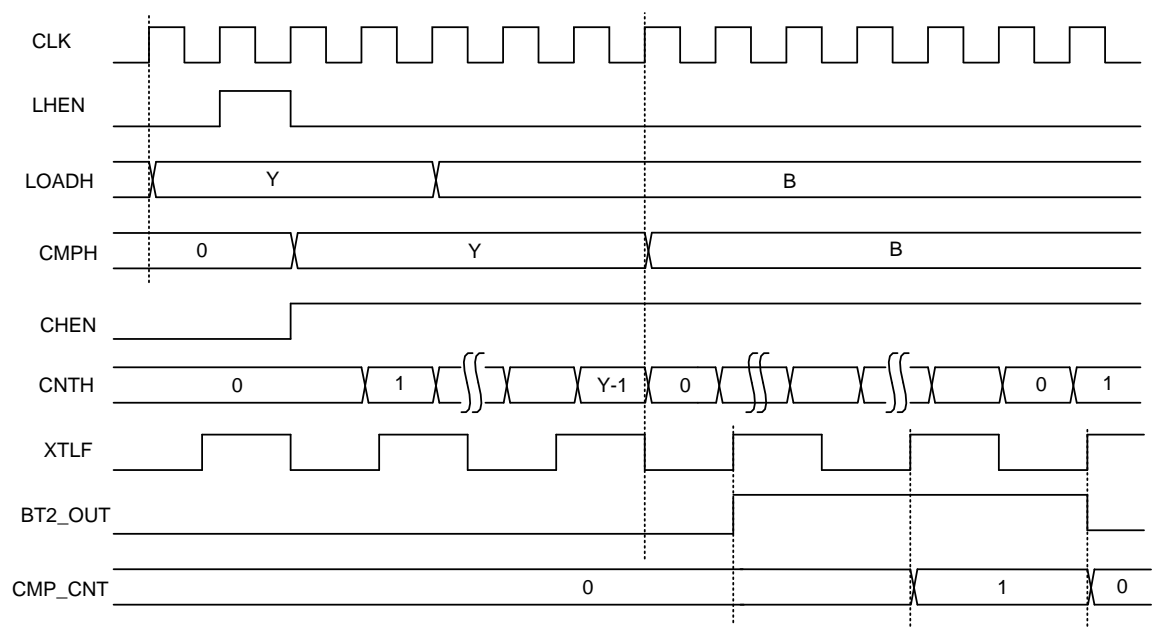 CLK
LHEN
LOADH Y B
CMPH 0 Y B
CHEN
CNTH 0 1 Y-1 0 0 1
XTLF
BT2_OUT
CMP_CNT 0 1 0